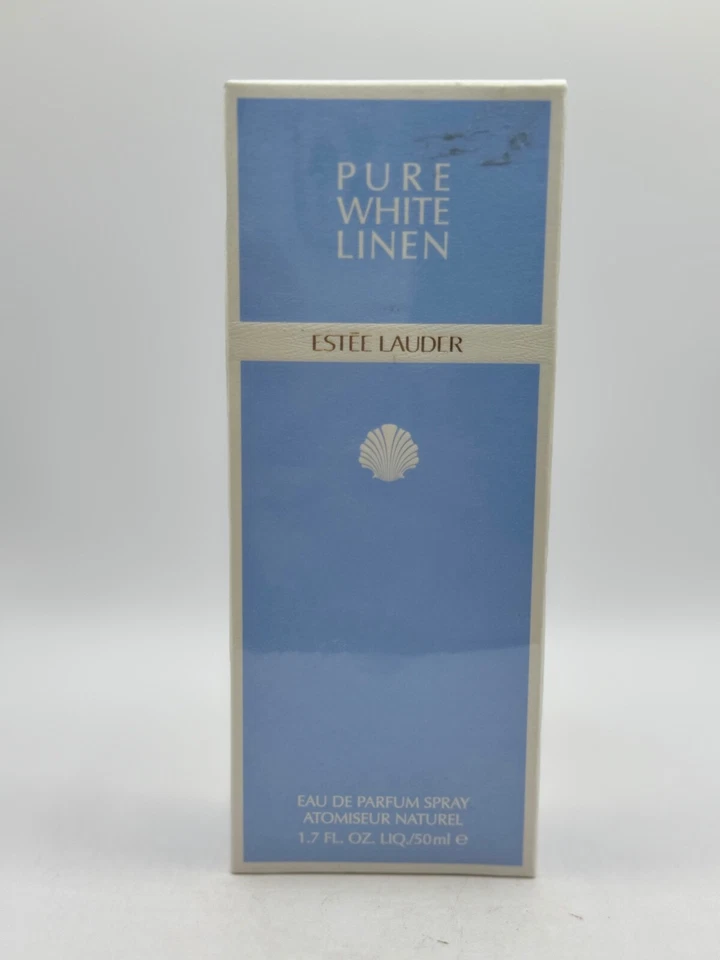 PURE
WHITE
LINEN
ESTĒE LAUDER
EAU DE PARFUM SPRAY
ATOMISEUR NATUREL
1.7 FL. OZ. LIQ./50ml ℮